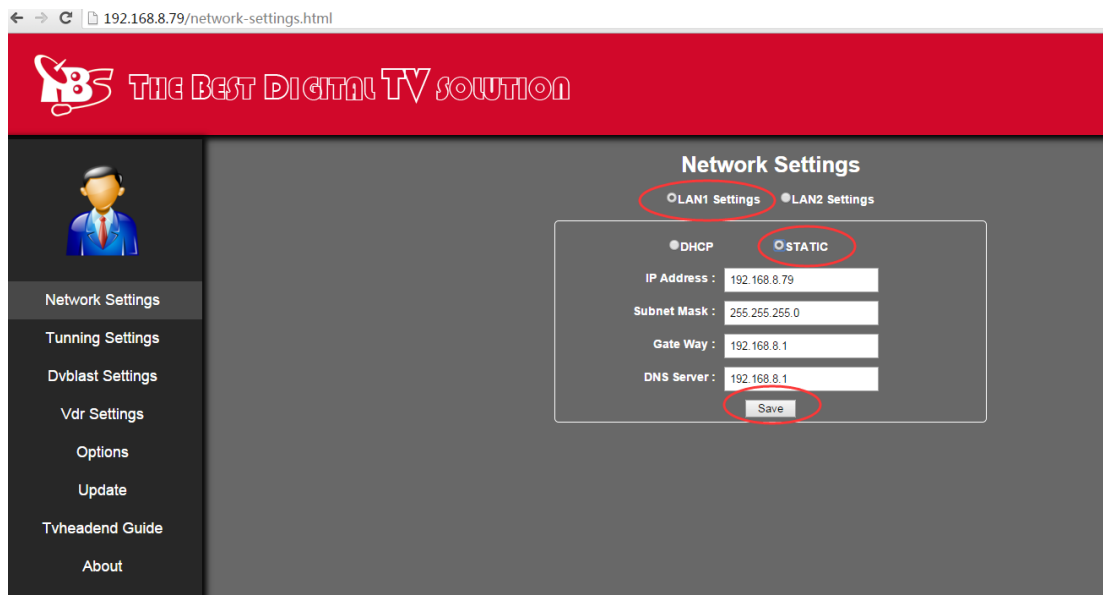 192.168.8.79/network-settings.html
TBS THE BEST DIGITAL TV SOLUTION
Network Settings
LAN1 Settings LAN2 Settings
DHCP STATIC
IP Address : 192.168.8.79
Subnet Mask : 255.255.255.0
Gate Way : 192.168.8.1
DNS Server : 192.168.8.1
Save
Network Settings
Tunning Settings
Dvblast Settings
Vdr Settings
Options
Update
Tvheadend Guide
About